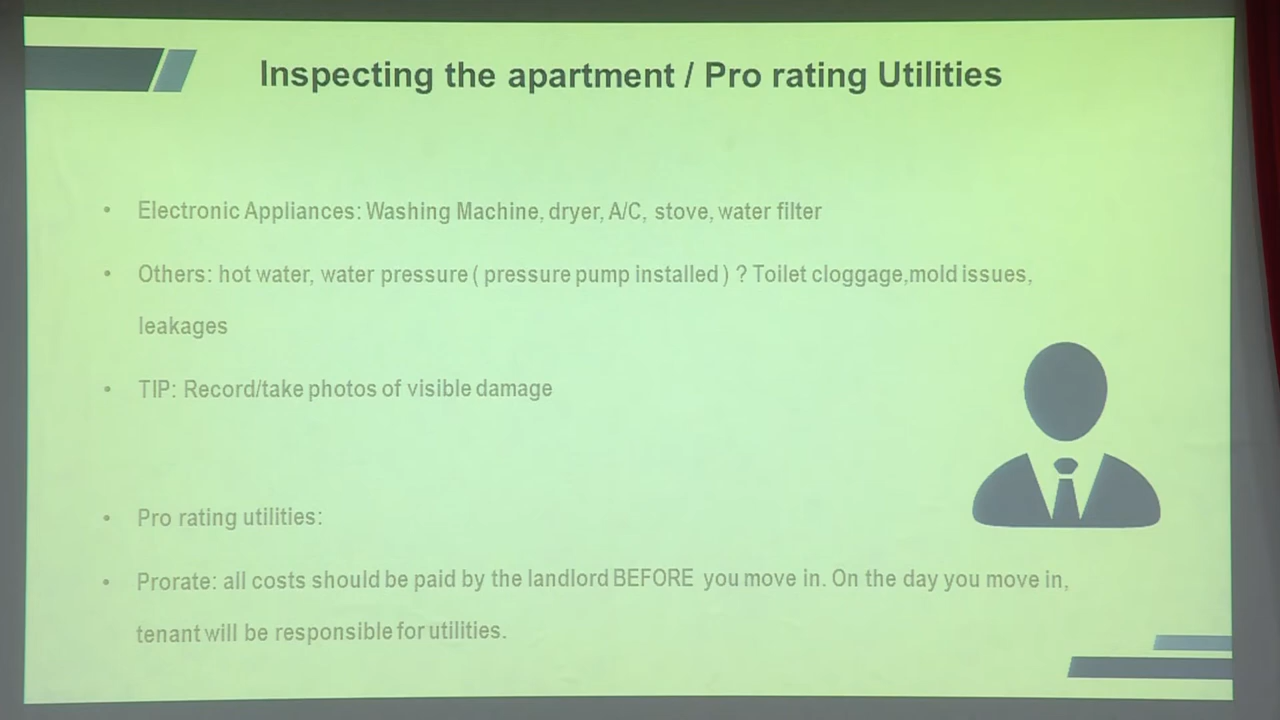 Inspecting the apartment / Pro rating Utilities
• Electronic Appliances: Washing Machine, dryer, A/C, stove, water filter
• Others: hot water, water pressure ( pressure pump installed ) ? Toilet cloggage,mold issues,
leakages
• TIP: Record/take photos of visible damage
• Pro rating utilities:
• Prorate: all costs should be paid by the landlord BEFORE you move in. On the day you move in,
tenant will be responsible for utilities.